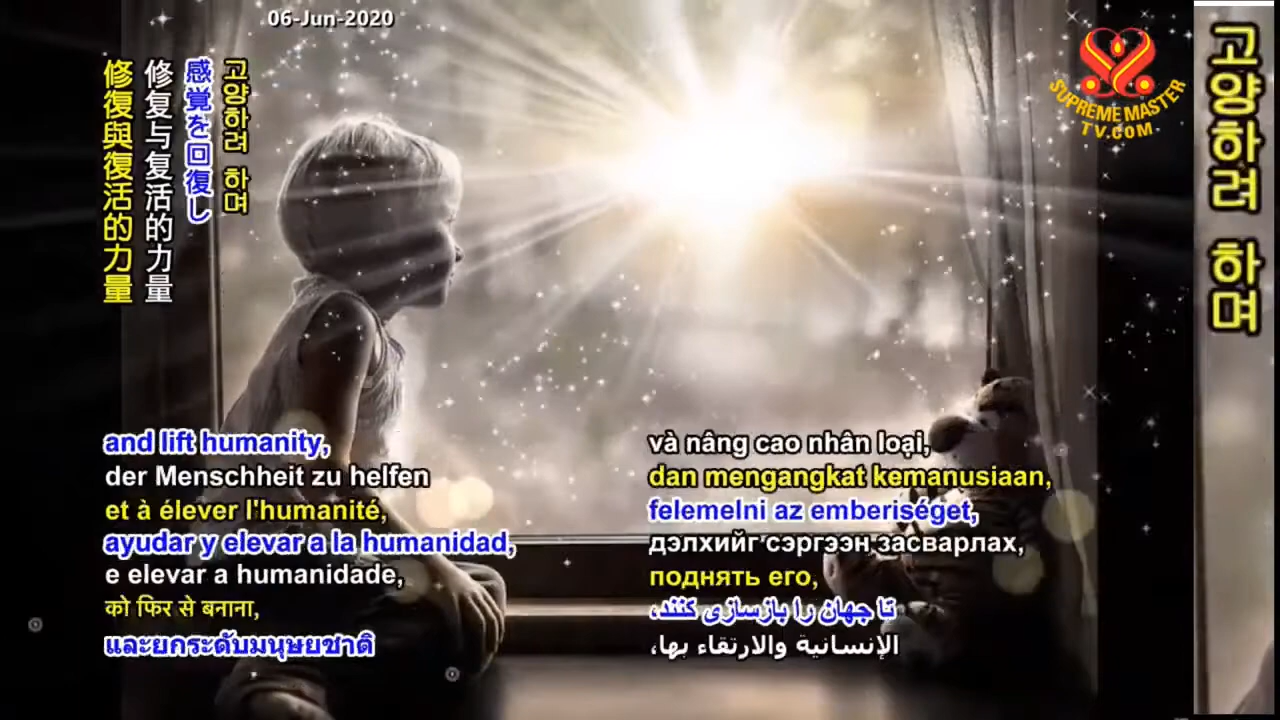 06-Jun-2020
고양하려 하며
感覚を回復し
修复与复活的力量
修復與復活的力量
SUPREME MASTER
TV.COM
고양하려 하며
and lift humanity,
der Menschheit zu helfen
et à élever l'humanité,
ayudar y elevar a la humanidad,
e elevar a humanidade,
को फिर से बनाना,
และยกระดับมนุษยชาติ
và nâng cao nhân loại,
dan mengangkat kemanusiaan,
felemelni az emberiséget,
дэлхийг сэргээн засварлах,
поднять его,
تا جهان را بازسازی کنند،
الإنسانية والارتقاء بها،